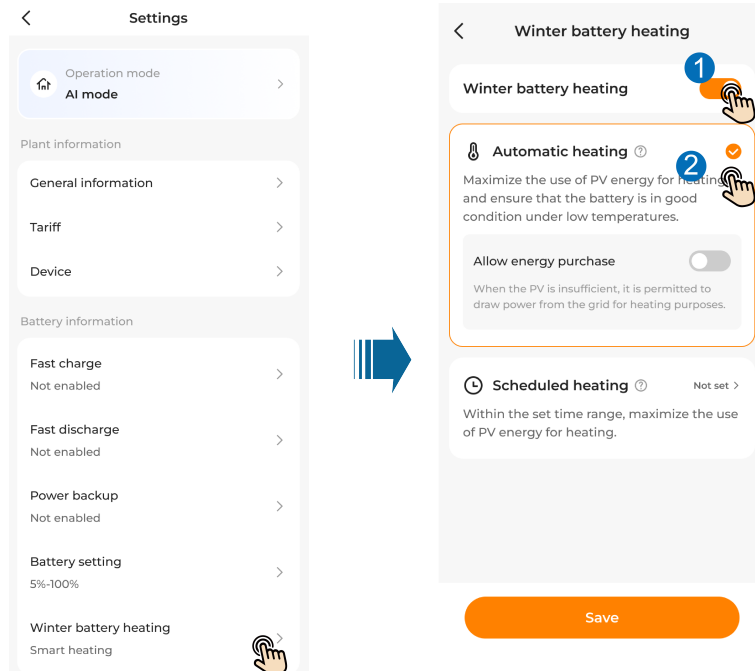 Settings
Operation mode
AI mode
Plant information
General information
Tariff
Device
Battery information
Fast charge
Not enabled
Fast discharge
Not enabled
Power backup
Not enabled
Battery setting
5%-100%
Winter battery heating
Smart heating
Winter battery heating
1
Winter battery heating
Automatic heating ?
2
Maximize the use of PV energy for heating
and ensure that the battery is in good
condition under low temperatures.
Allow energy purchase
When the PV is insufficient, it is permitted to
draw power from the grid for heating purposes.
Scheduled heating ? Not set >
Within the set time range, maximize the use
of PV energy for heating.
Save